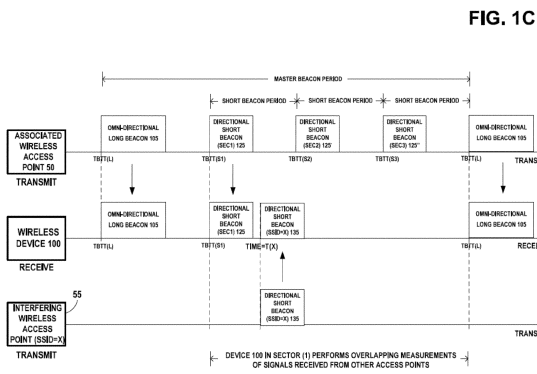 FIG. 1C
MASTER BEACON PERIOD
SHORT BEACON PERIOD SHORT BEACON PERIOD SHORT BEACON PERIOD
ASSOCIATED
WIRELESS
ACCESS
POINT 50
TRANSMIT
OMNI-DIRECTIONAL
LONG BEACON 105
DIRECTIONAL
SHORT
BEACON
(SEC1) 125
DIRECTIONAL
SHORT
BEACON
(SEC2) 125'
DIRECTIONAL
SHORT
BEACON
(SEC3) 125"
OMNI-DIRECTIONAL
LONG BEACON 105
TBTT(L) TBTT(S1) TBTT(S2) TBTT(S3) TBTT(L) TRANS
WIRELESS
DEVICE 100
RECEIVE
OMNI-DIRECTIONAL
LONG BEACON 105
DIRECTIONAL
SHORT
BEACON
(SEC1) 125
DIRECTIONAL
SHORT
BEACON
(SSID=X) 135
OMNI-DIRECTIONAL
LONG BEACON 105
TBTT(L) TBTT(S1) TIME=T(X) TBTT(L) RECE
55
INTERFERING
WIRELESS
ACCESS
POINT (SSID=X)
TRANSMIT
DIRECTIONAL
SHORT
BEACON
(SSID=X) 135
TRANS
DEVICE 100 IN SECTOR (1) PERFORMS OVERLAPPING MEASUREMENTS
OF SIGNALS RECEIVED FROM OTHER ACCESS POINTS